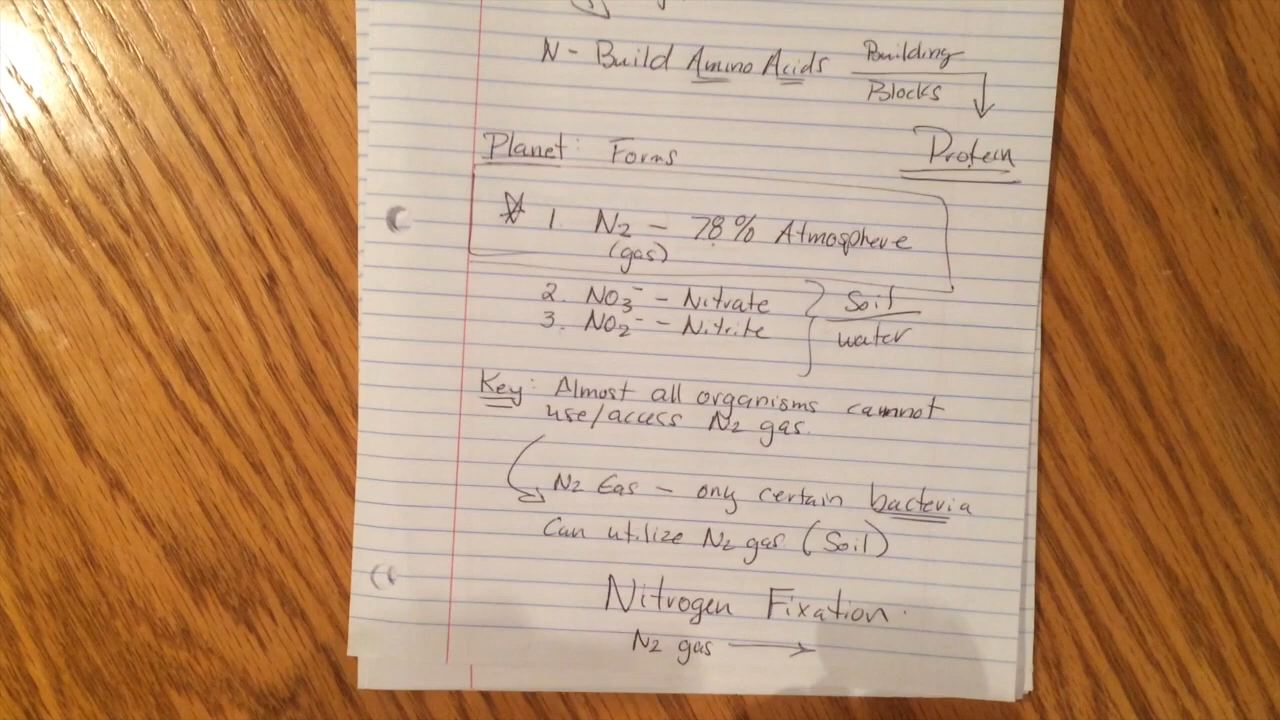 N - Build Amino Acids Building
Blocks
Protein
Planet: Forms
1. N2 - 78% Atmosphere
(gas)
2. NO3⁻ - Nitrate
3. NO2⁻ - Nitrite
Soil
water
Key: Almost all organisms cannot
use/access N2 gas.
N2 Gas - ony certain bacteria
Can utilize N2 gas (Soil)
Nitrogen Fixation.
N2 gas →